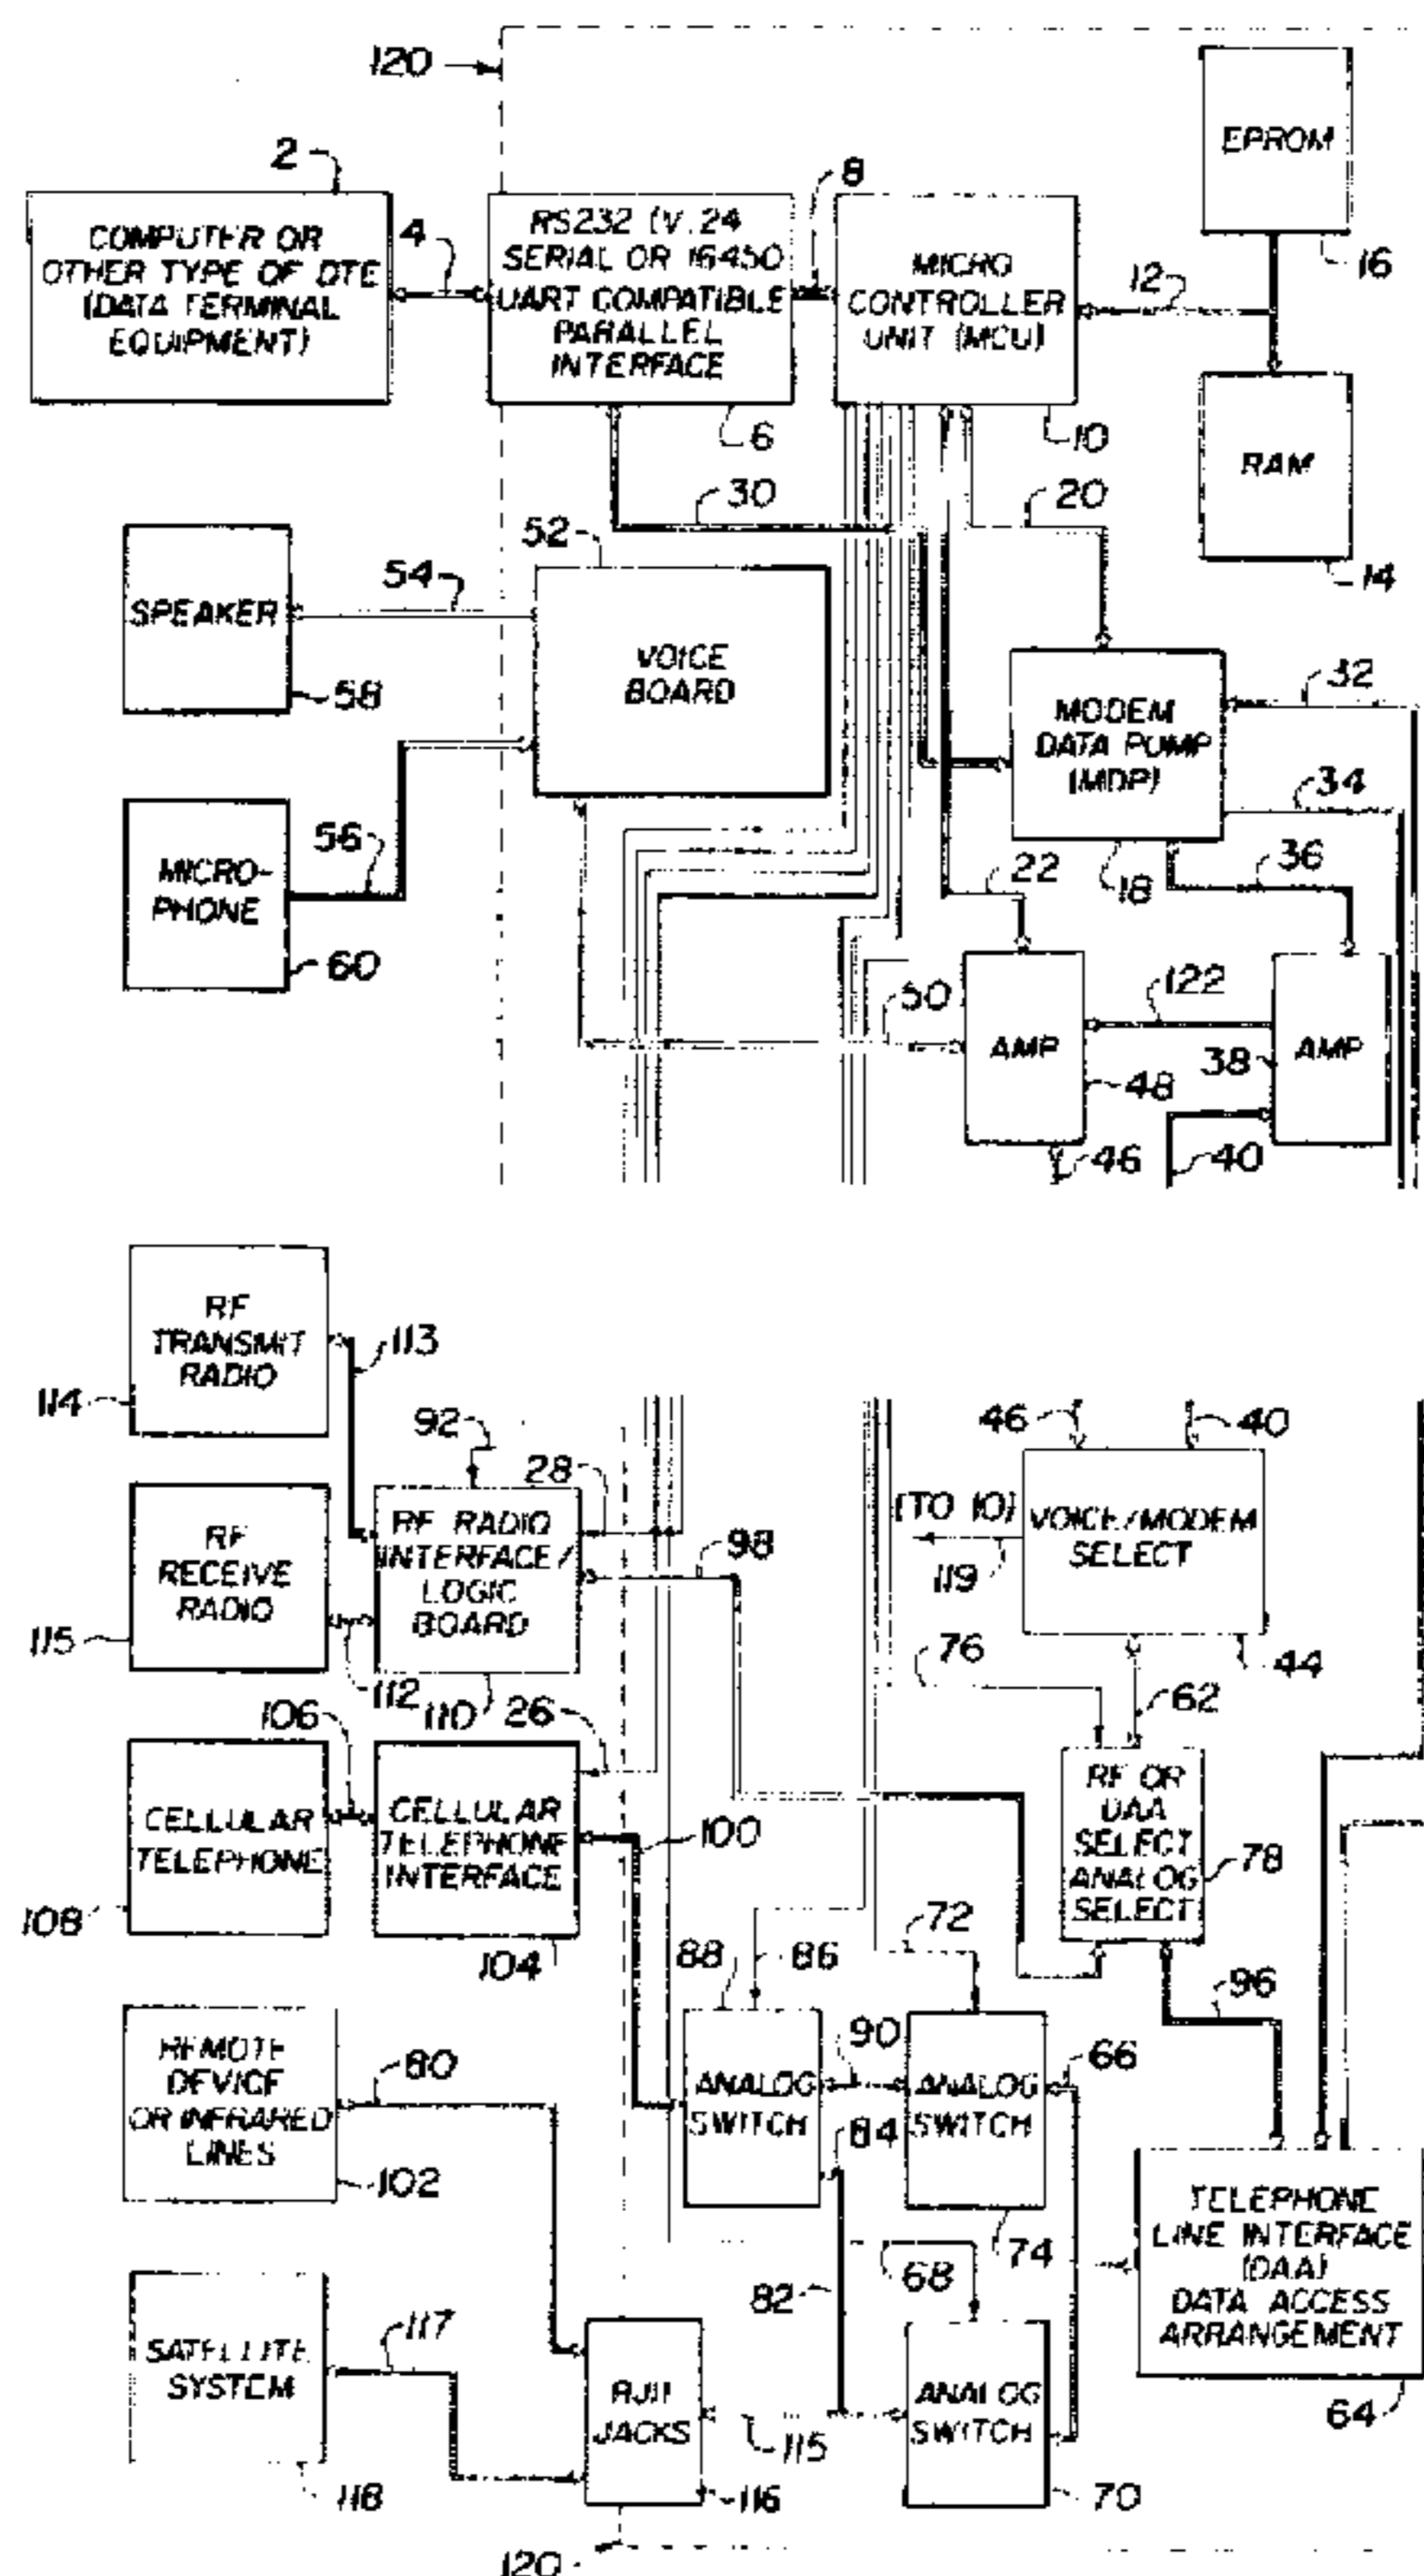 120
EPROM
16
2
COMPUTER OR
OTHER TYPE OF DTE
(DATA TERMINAL
EQUIPMENT)
4
RS232 (V.24
SERIAL OR 16450
UART COMPATIBLE
PARALLEL
INTERFACE
6
8
MICRO
CONTROLLER
UNIT (MCU)
10
12
RAM
14
30
20
52
54
SPEAKER
58
VOICE
BOARD
MODEM
DATA PUMP
(MDP)
18
32
34
36
56
MICRO-
PHONE
60
22
50
AMP
48
122
38
AMP
46
40
RF
TRANSMIT
RADIO
114
113
92
28
46
40
RF
RECEIVE
RADIO
115
RF RADIO
INTERFACE/
LOGIC
BOARD
98
(TO 10)
119
VOICE/MODEM
SELECT
44
112
110
76
62
106
26
CELLULAR
TELEPHONE
108
CELLULAR
TELEPHONE
INTERFACE
104
100
RF OR
DAA
SELECT
ANALOG
SELECT
78
88
86
72
96
REMOTE
DEVICE
OR INFRARED
LINES
102
80
ANALOG
SWITCH
90
84
ANALOG
SWITCH
74
66
TELEPHONE
LINE INTERFACE
(DAA)
DATA ACCESS
ARRANGEMENT
64
68
82
SATELLITE
SYSTEM
118
117
RJ11
JACKS
116
115
ANALOG
SWITCH
70
120